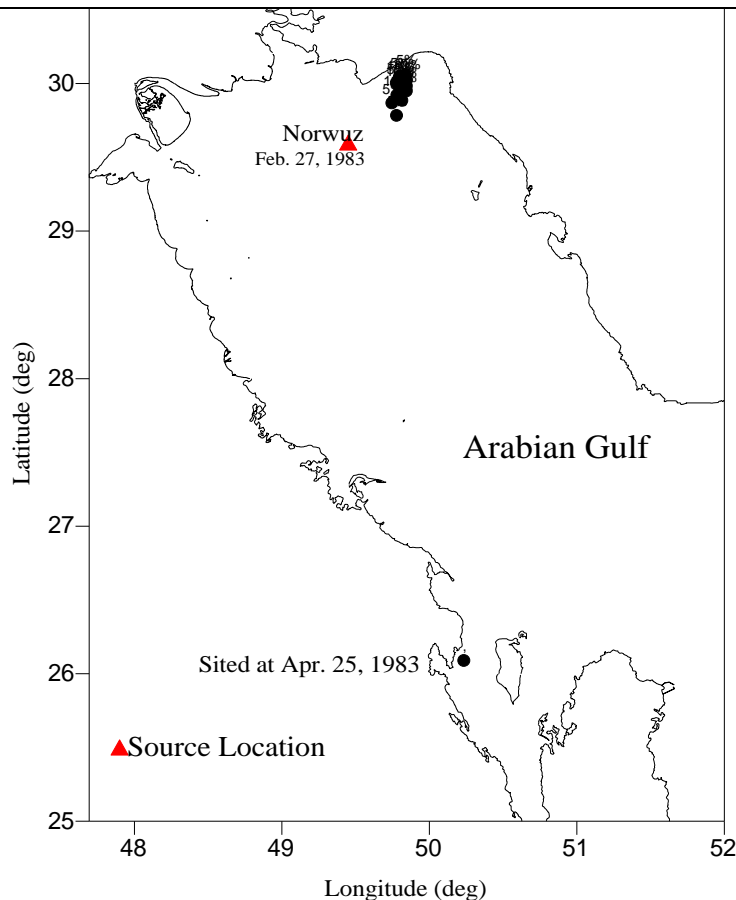 30
29
28
27
26
25
Latitude (deg)
Norwuz
Feb. 27, 1983
Arabian Gulf
Sited at Apr. 25, 1983
Source Location
48
49
50
51
52
Longitude (deg)